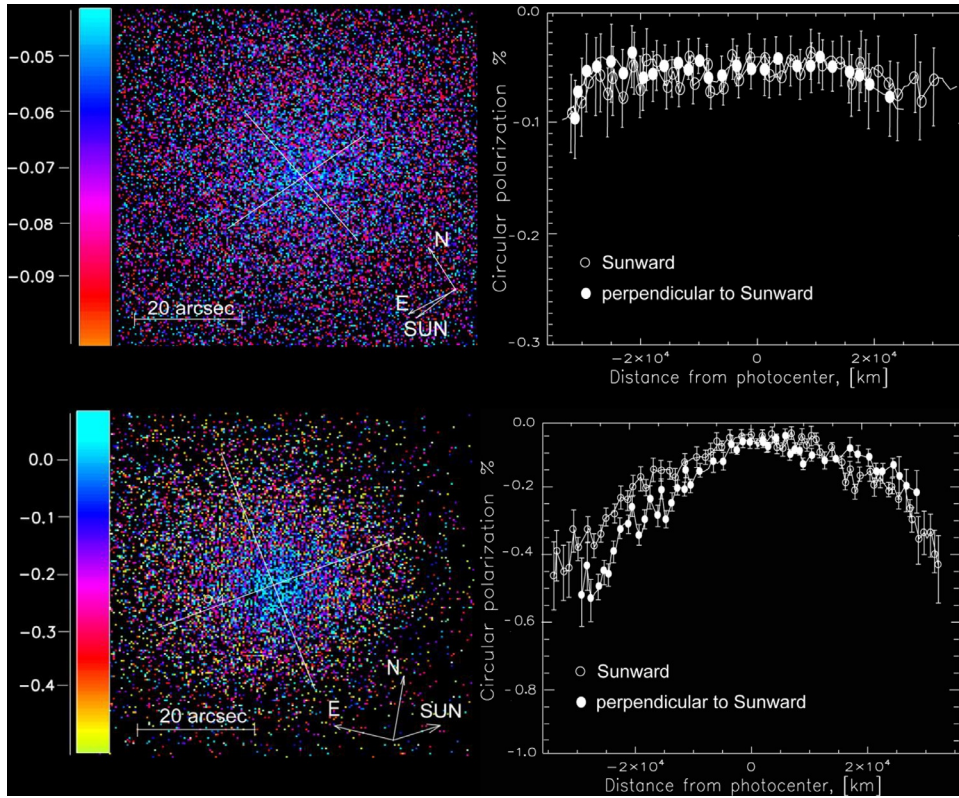 −0.05
−0.06
−0.07
−0.08
−0.09
N
E
SUN
20 arcsec
Circular polarization %
0.0
-0.1
-0.2
-0.3
Sunward
perpendicular to Sunward
−2×10⁴
0
2×10⁴
Distance from photocenter, [km]
0.0
−0.1
−0.2
−0.3
−0.4
N
E
SUN
20 arcsec
Circular polarization %
0.0
-0.2
-0.4
-0.6
-0.8
-1.0
Sunward
perpendicular to Sunward
−2×10⁴
0
2×10⁴
Distance from photocenter, [km]